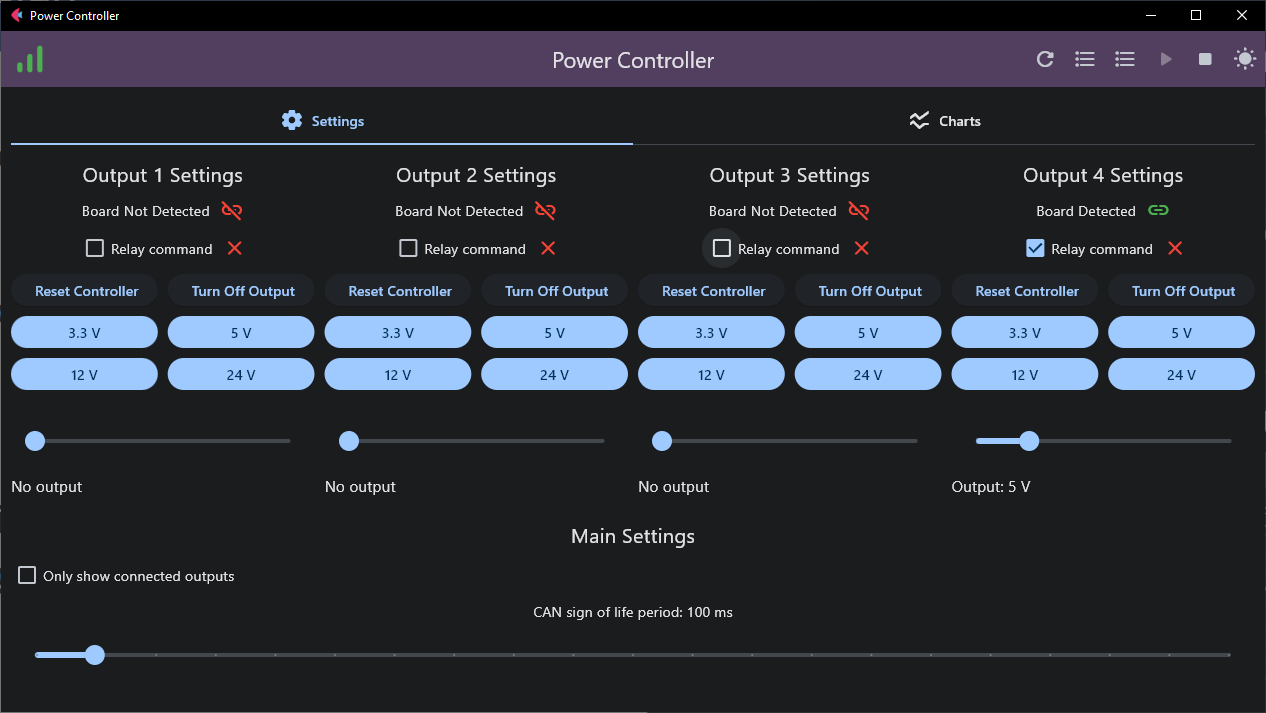 Power Controller
Power Controller
Settings
Charts
Output 1 Settings
Output 2 Settings
Output 3 Settings
Output 4 Settings
Board Not Detected
Board Not Detected
Board Not Detected
Board Detected
Relay command
Relay command
Relay command
Relay command
Reset Controller
Turn Off Output
Reset Controller
Turn Off Output
Reset Controller
Turn Off Output
Reset Controller
Turn Off Output
3.3 V
5 V
3.3 V
5 V
3.3 V
5 V
3.3 V
5 V
12 V
24 V
12 V
24 V
12 V
24 V
12 V
24 V
No output
No output
No output
Output: 5 V
Main Settings
Only show connected outputs
CAN sign of life period: 100 ms